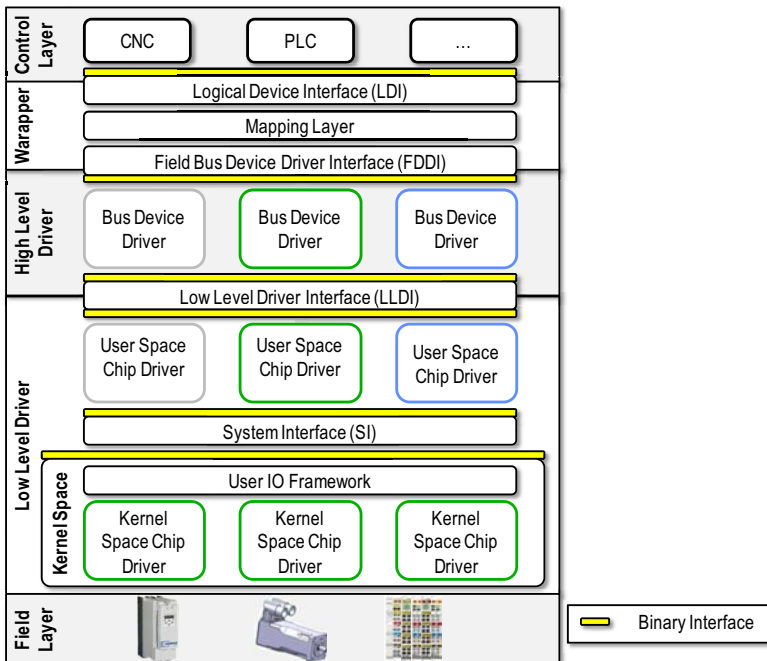 Control
Layer
CNC
PLC
...
Warapper
Logical Device Interface (LDI)
Mapping Layer
Field Bus Device Driver Interface (FDDI)
High Level
Driver
Bus Device
Driver
Bus Device
Driver
Bus Device
Driver
Low Level Driver Interface (LLDI)
Low Level Driver
User Space
Chip Driver
User Space
Chip Driver
User Space
Chip Driver
System Interface (SI)
Kernel Space
User IO Framework
Kernel
Space Chip
Driver
Kernel
Space Chip
Driver
Kernel
Space Chip
Driver
Field
Layer
Binary Interface